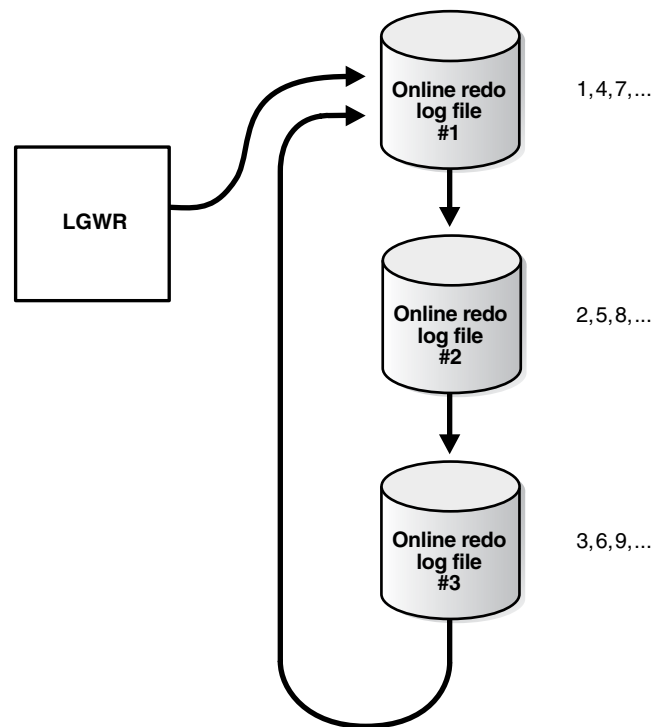 Online redo
log file
#1
1,4,7,...
LGWR
Online redo
log file
#2
2,5,8,...
Online redo
log file
#3
3,6,9,...